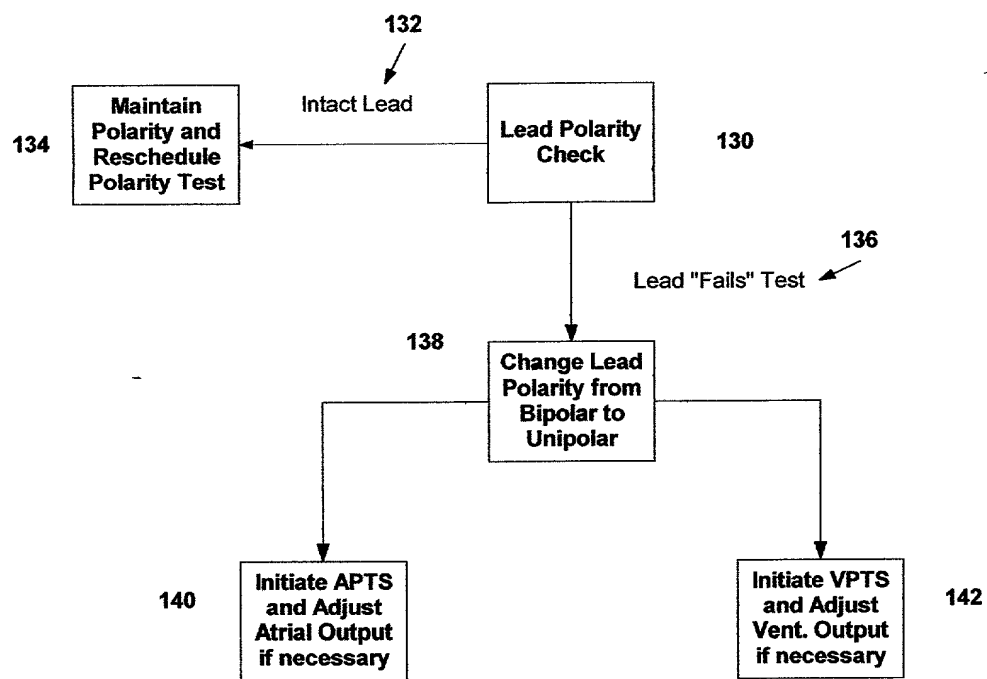 132
Intact Lead
134
Maintain
Polarity and
Reschedule
Polarity Test
Lead Polarity
Check
130
136
Lead "Fails" Test
138
Change Lead
Polarity from
Bipolar to
Unipolar
140
Initiate APTS
and Adjust
Atrial Output
if necessary
Initiate VPTS
and Adjust
Vent. Output
if necessary
142